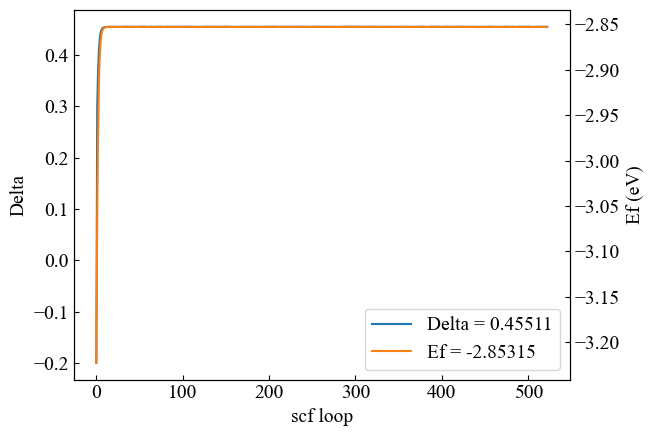 0.4
0.3
0.2
0.1
0.0
−0.1
−0.2
Delta
−2.85
−2.90
−2.95
−3.00
−3.05
−3.10
−3.15
−3.20
Ef (eV)
Delta = 0.45511
Ef = -2.85315
0 100 200 300 400 500
scf loop